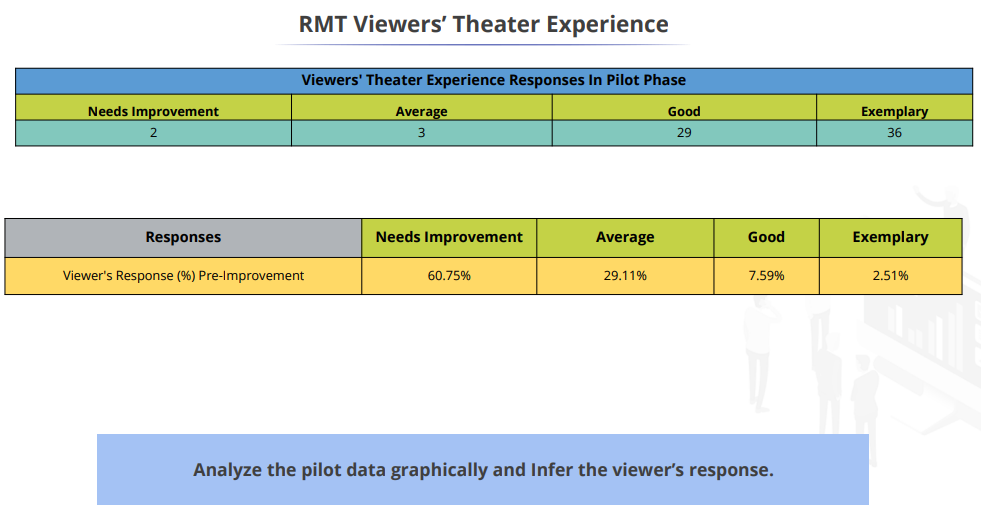 RMT Viewers’ Theater Experience
Viewers' Theater Experience Responses In Pilot Phase
Needs Improvement Average Good Exemplary
2 3 29 36
Responses Needs Improvement Average Good Exemplary
Viewer's Response (%) Pre-Improvement 60.75% 29.11% 7.59% 2.51%
Analyze the pilot data graphically and Infer the viewer’s response.